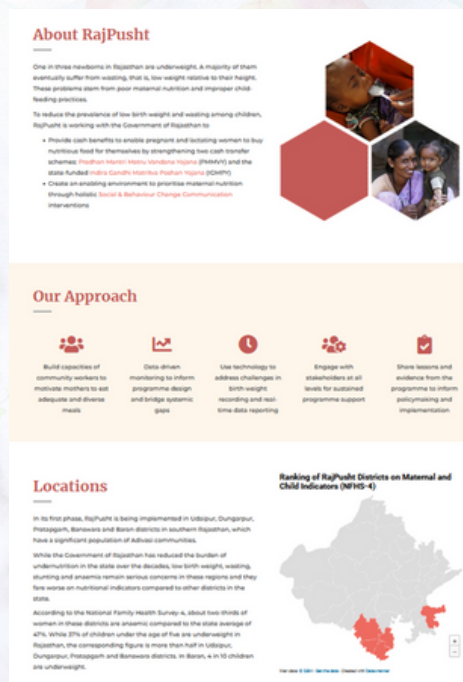 About RajPusht
One in three newborns in Rajasthan are underweight. A majority of them
eventually suffer from wasting, that is, low weight relative to their height.
These problems stem from poor maternal nutrition and improper child-
feeding practices.
To reduce the prevalence of low birth weight and wasting among children,
RajPusht is working with the Government of Rajasthan to
• Provide cash benefits to enable pregnant and lactating women to buy
nutritious food for themselves by strengthening two cash transfer
schemes: Pradhan Mantri Matru Vandana Yojana (PMMVY) and the
state-funded Indira Gandhi Matritva Poshan Yojana (IGMPY)
• Create an enabling environment to prioritise maternal nutrition
through holistic Social & Behaviour Change Communication
interventions
Our Approach
Build capacities of
community workers to
motivate mothers to eat
adequate and diverse
meals
Data-driven
monitoring to inform
programme design
and bridge systemic
gaps
Use technology to
address challenges in
birth weight
recording and real-
time data reporting
Engage with
stakeholders at all
levels for sustained
programme support
Share lessons and
evidence from the
programme to inform
policymaking and
implementation
Locations
In its first phase, RajPusht is being implemented in Udaipur, Dungarpur,
Pratapgarh, Banswara and Baran districts in southern Rajasthan, which
have a significant population of Adivasi communities.
While the Government of Rajasthan has reduced the burden of
undernutrition in the state over the decades, low birth weight, wasting,
stunting and anaemia remain serious concerns in these regions and they
fare worse on nutritional indicators compared to other districts in the
state.
According to the National Family Health Survey-4, about two-thirds of
women in these districts are anaemic compared to the state average of
47%. While 37% of children under the age of five are underweight in
Rajasthan, the corresponding figure is more than half in Udaipur,
Dungarpur, Pratapgarh and Banswara districts. In Baran, 4 in 10 children
are underweight.
Ranking of RajPusht Districts on Maternal and
Child Indicators (NFHS-4)
+
-
Get the data · Created with Datawrapper